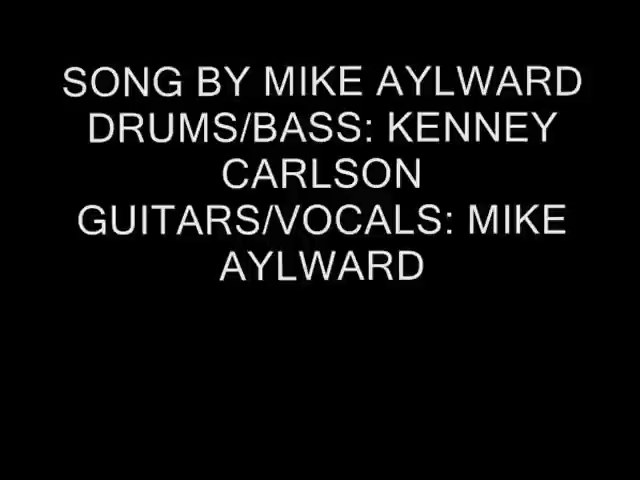 SONG BY MIKE AYLWARD
DRUMS/BASS: KENNEY
CARLSON
GUITARS/VOCALS: MIKE
AYLWARD